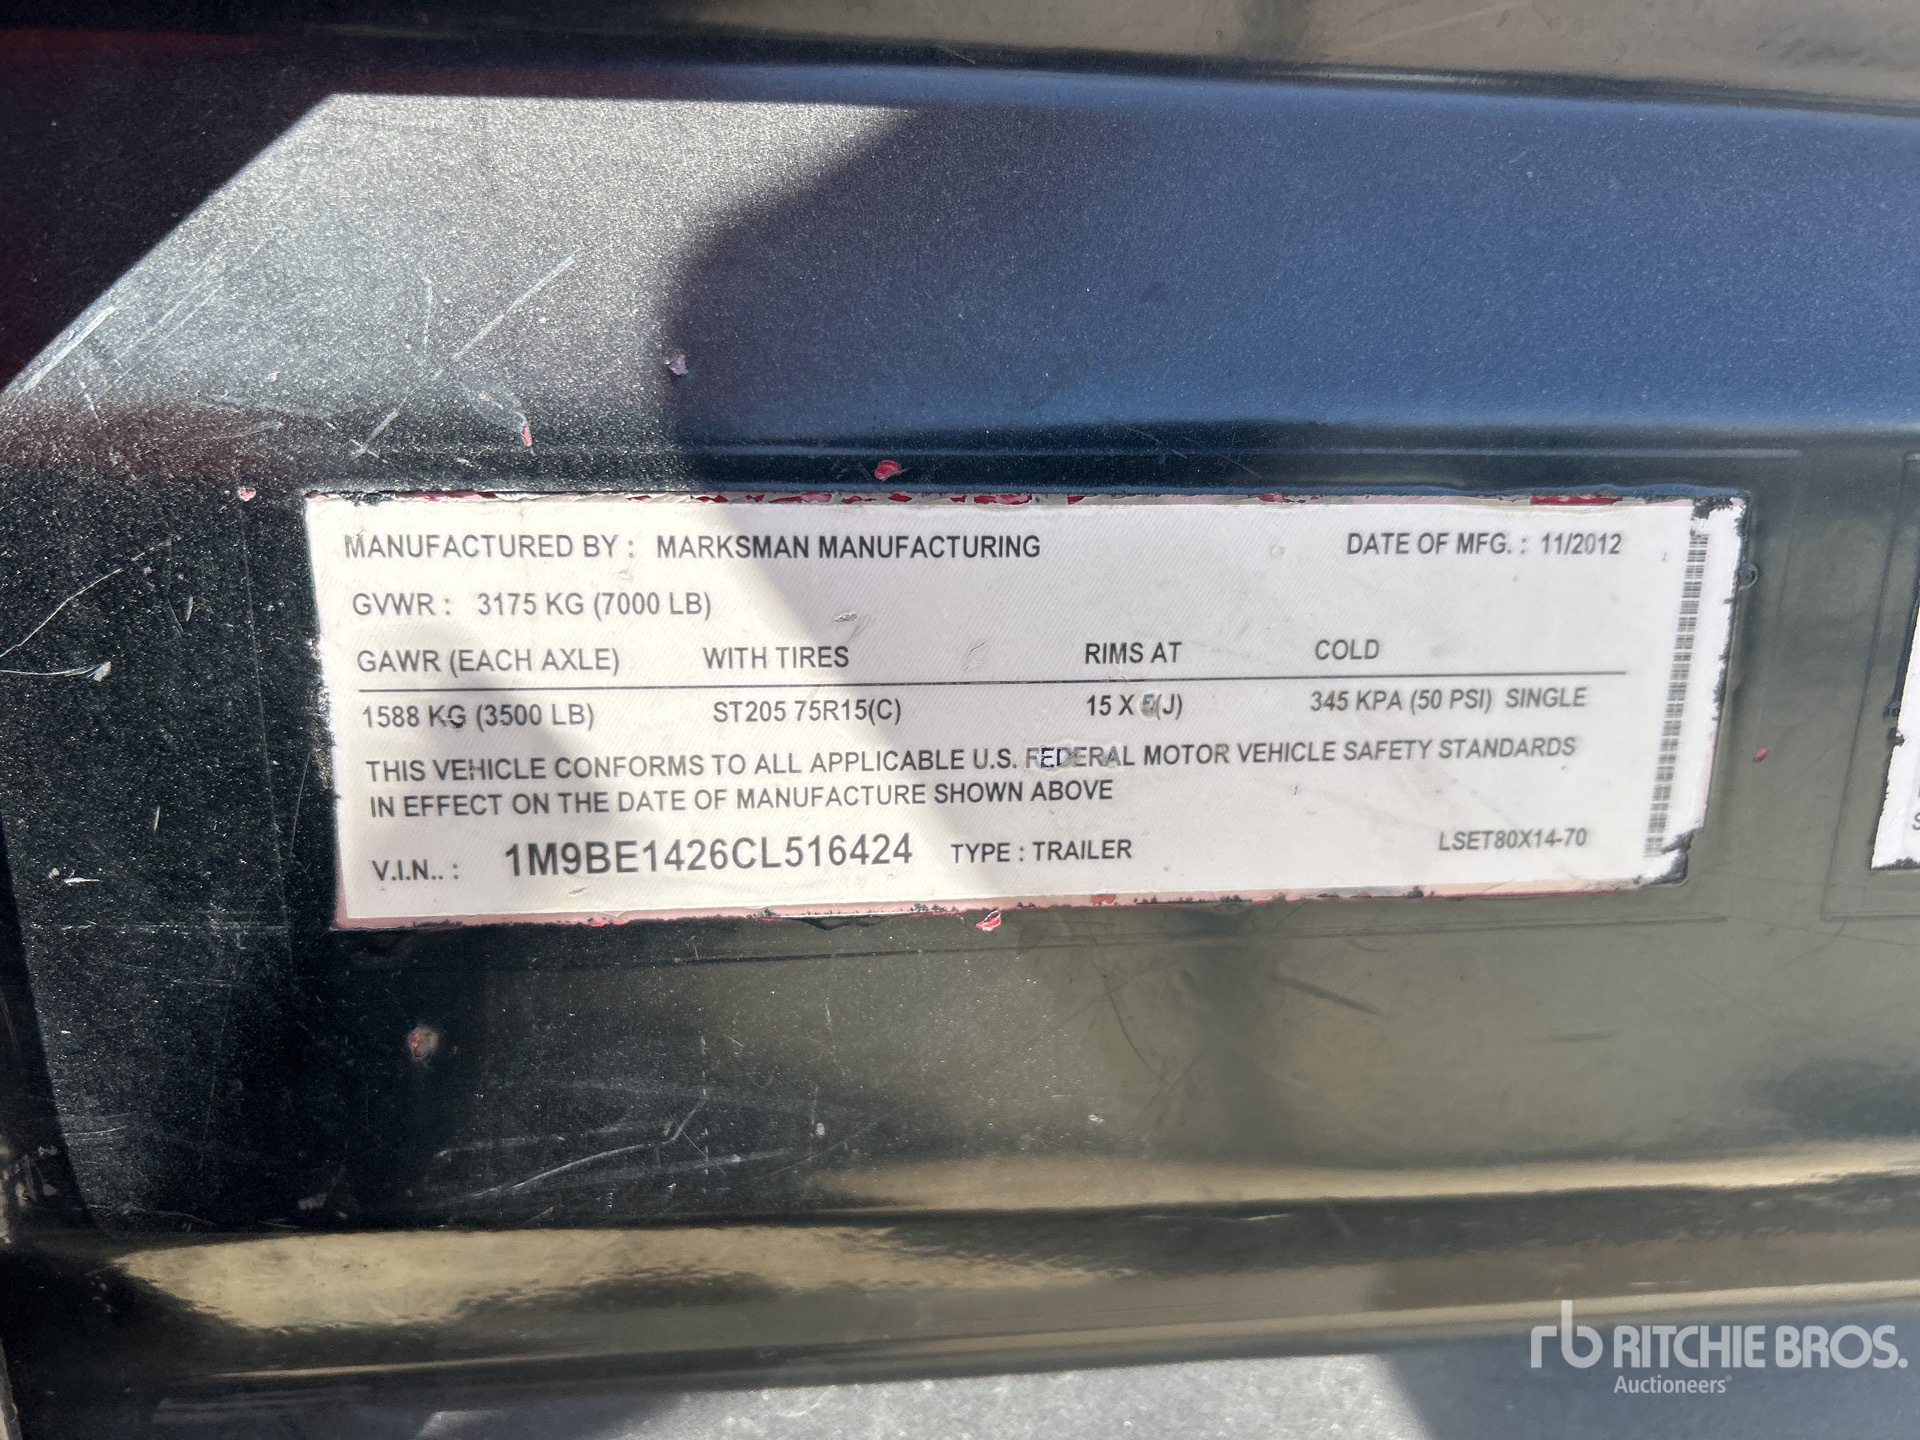 MANUFACTURED BY : MARKSMAN MANUFACTURING DATE OF MFG. : 11/2012
GVWR : 3175 KG (7000 LB)
GAWR (EACH AXLE) WITH TIRES RIMS AT COLD
1588 KG (3500 LB) ST205 75R15(C) 15 X 5(J) 345 KPA (50 PSI) SINGLE
THIS VEHICLE CONFORMS TO ALL APPLICABLE U.S. FEDERAL MOTOR VEHICLE SAFETY STANDARDS
IN EFFECT ON THE DATE OF MANUFACTURE SHOWN ABOVE
V.I.N.. : 1M9BE1426CL516424 TYPE : TRAILER LSET80X14-70
rb RITCHIE BROS.
Auctioneers